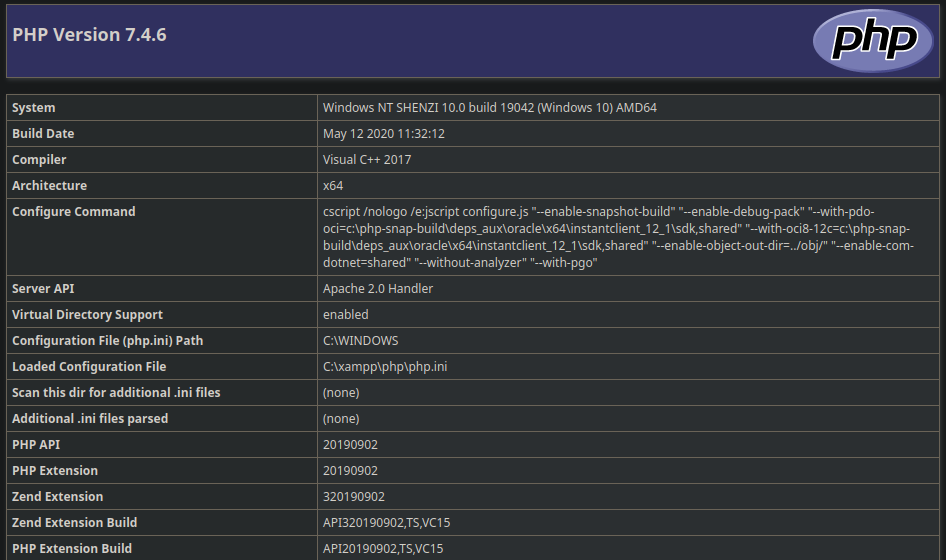 PHP Version 7.4.6
php
System Windows NT SHENZI 10.0 build 19042 (Windows 10) AMD64
Build Date May 12 2020 11:32:12
Compiler Visual C++ 2017
Architecture x64
Configure Command cscript /nologo /e:jscript configure.js "--enable-snapshot-build" "--enable-debug-pack" "--with-pdo-
oci=c:\php-snap-build\deps_aux\oracle\x64\instantclient_12_1\sdk,shared" "--with-oci8-12c=c:\php-snap-
build\deps_aux\oracle\x64\instantclient_12_1\sdk,shared" "--enable-object-out-dir=../obj/" "--enable-com-
dotnet=shared" "--without-analyzer" "--with-pgo"
Server API Apache 2.0 Handler
Virtual Directory Support enabled
Configuration File (php.ini) Path C:\WINDOWS
Loaded Configuration File C:\xampp\php\php.ini
Scan this dir for additional .ini files (none)
Additional .ini files parsed (none)
PHP API 20190902
PHP Extension 20190902
Zend Extension 320190902
Zend Extension Build API320190902,TS,VC15
PHP Extension Build API20190902,TS,VC15